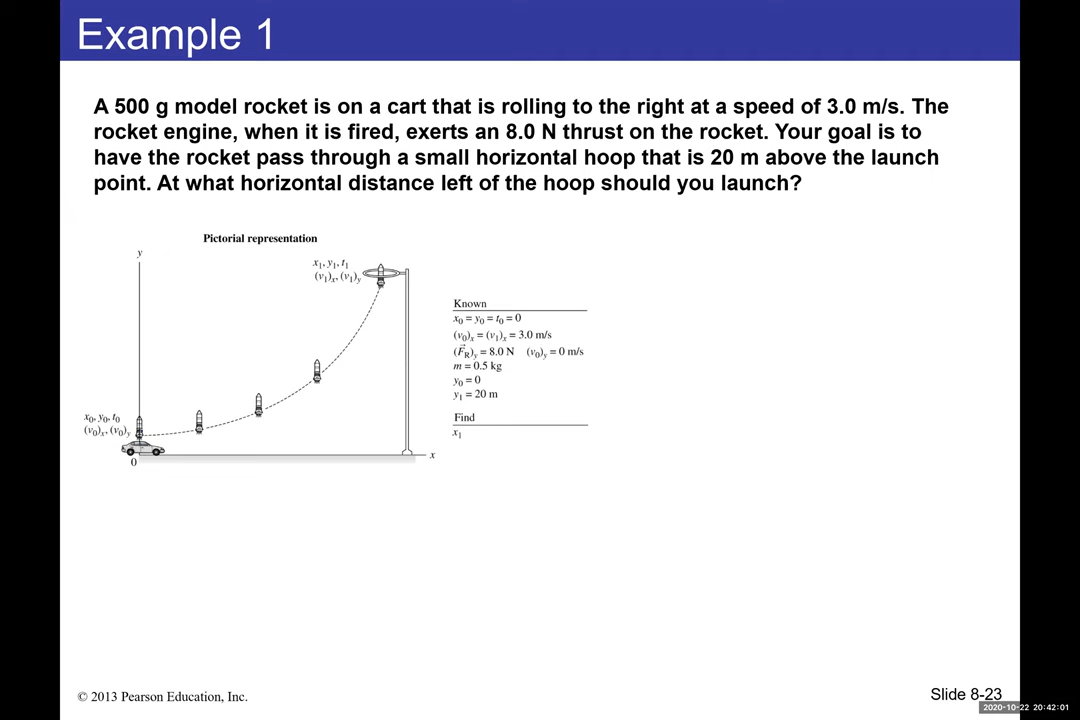 Example 1
A 500 g model rocket is on a cart that is rolling to the right at a speed of 3.0 m/s. The
rocket engine, when it is fired, exerts an 8.0 N thrust on the rocket. Your goal is to
have the rocket pass through a small horizontal hoop that is 20 m above the launch
point. At what horizontal distance left of the hoop should you launch?
Pictorial representation
y
x₁, y₁, t₁
(v₁)ₓ, (v₁)ᵧ
x₀, y₀, t₀
(v₀)ₓ, (v₀)ᵧ
0
x
Known
x₀ = y₀ = t₀ = 0
(v₀)ₓ = (v₁)ₓ = 3.0 m/s
(F⃗_R)ᵧ = 8.0 N (v₀)ᵧ = 0 m/s
m = 0.5 kg
y₀ = 0
y₁ = 20 m
Find
x₁
© 2013 Pearson Education, Inc.
Slide 8-23
2020-10-22 20:42:01